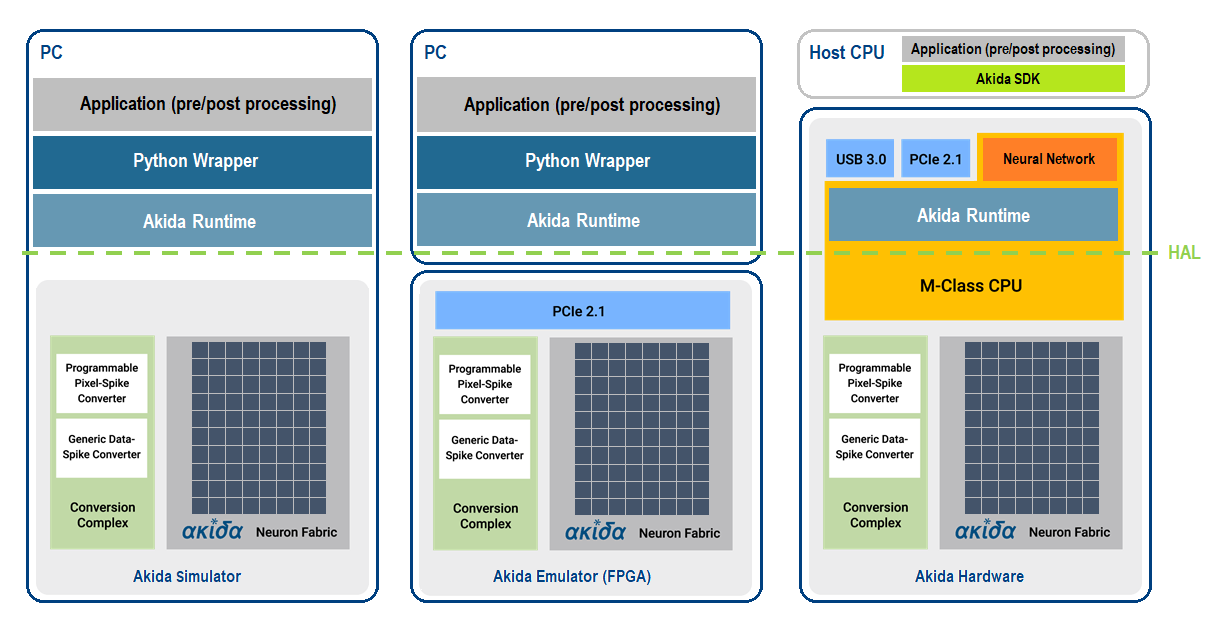 PC
Application (pre/post processing)
Python Wrapper
Akida Runtime
Programmable
Pixel-Spike
Converter
Generic Data-
Spike Converter
Conversion
Complex
akida Neuron Fabric
Akida Simulator
PC
Application (pre/post processing)
Python Wrapper
Akida Runtime
PCIe 2.1
Programmable
Pixel-Spike
Converter
Generic Data-
Spike Converter
Conversion
Complex
akida Neuron Fabric
Akida Emulator (FPGA)
Host CPU
Application (pre/post processing)
Akida SDK
USB 3.0
PCIe 2.1
Neural Network
Akida Runtime
HAL
M-Class CPU
Programmable
Pixel-Spike
Converter
Generic Data-
Spike Converter
Conversion
Complex
akida Neuron Fabric
Akida Hardware